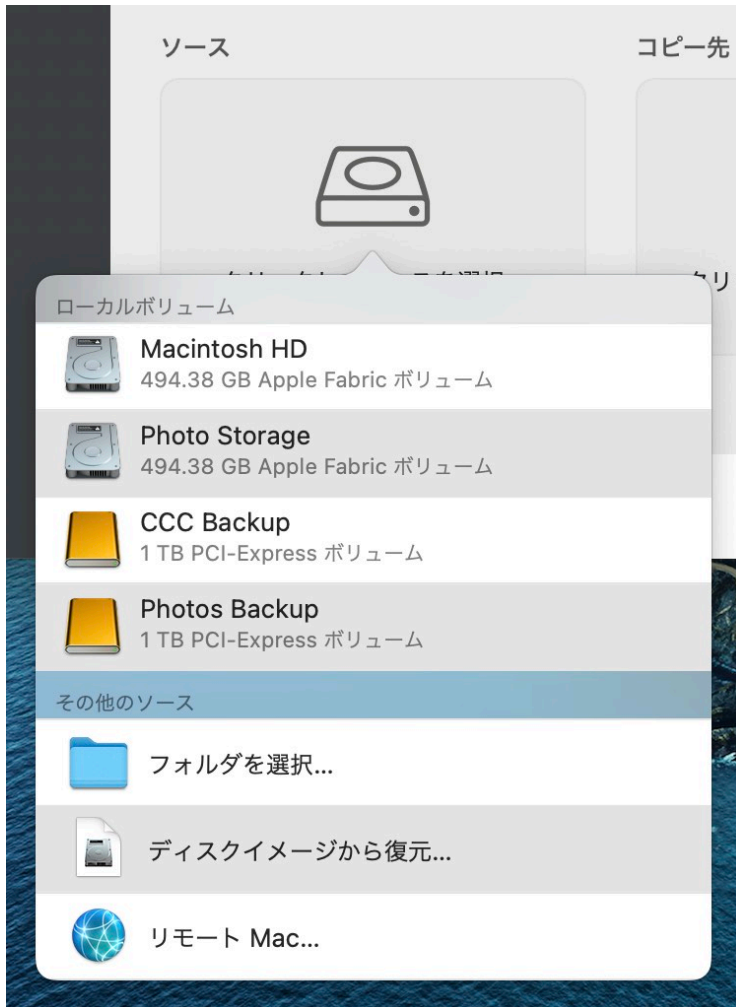 ソース
コピー先
ローカルボリューム
Macintosh HD
494.38 GB Apple Fabric ボリューム
Photo Storage
494.38 GB Apple Fabric ボリューム
CCC Backup
1 TB PCI-Express ボリューム
Photos Backup
1 TB PCI-Express ボリューム
その他のソース
フォルダを選択...
ディスクイメージから復元...
リモート Mac...